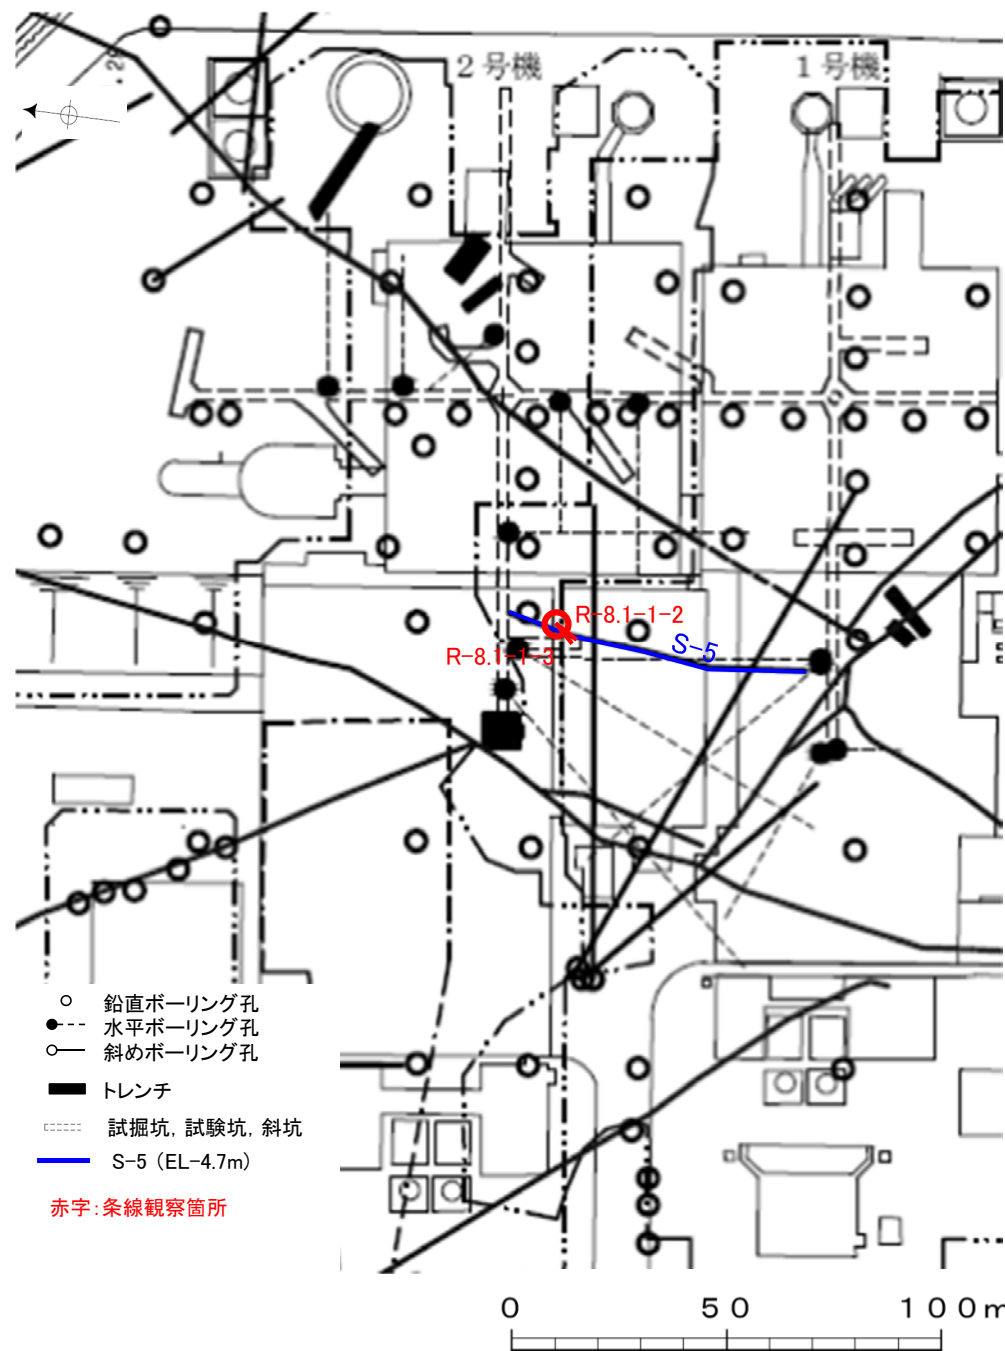 2号機
1号機
R-8.1-1-2
R-8.1-1-3
S-5
鉛直ボーリング孔
水平ボーリング孔
斜めボーリング孔
トレンチ
試掘坑, 試験坑, 斜坑
S-5 (EL-4.7m)
赤字：条線観察箇所
0 50 100m